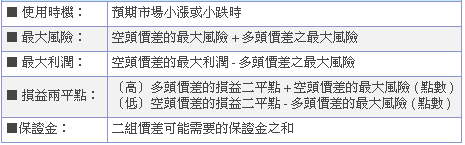 ■ 使用時機： 預期市場小漲或小跌時
■ 最大風險： 空頭價差的最大風險 + 多頭價差之最大風險
■ 最大利潤： 空頭價差的最大利潤 - 多頭價差之最大風險
■ 損益兩平點： 〔高〕多頭價差的損益二平點 + 空頭價差的最大風險 ( 點數 )
〔低〕空頭價差的損益二平點 - 多頭價差的最大風險 ( 點數 )
■保證金： 二組價差可能需要的保證金之和